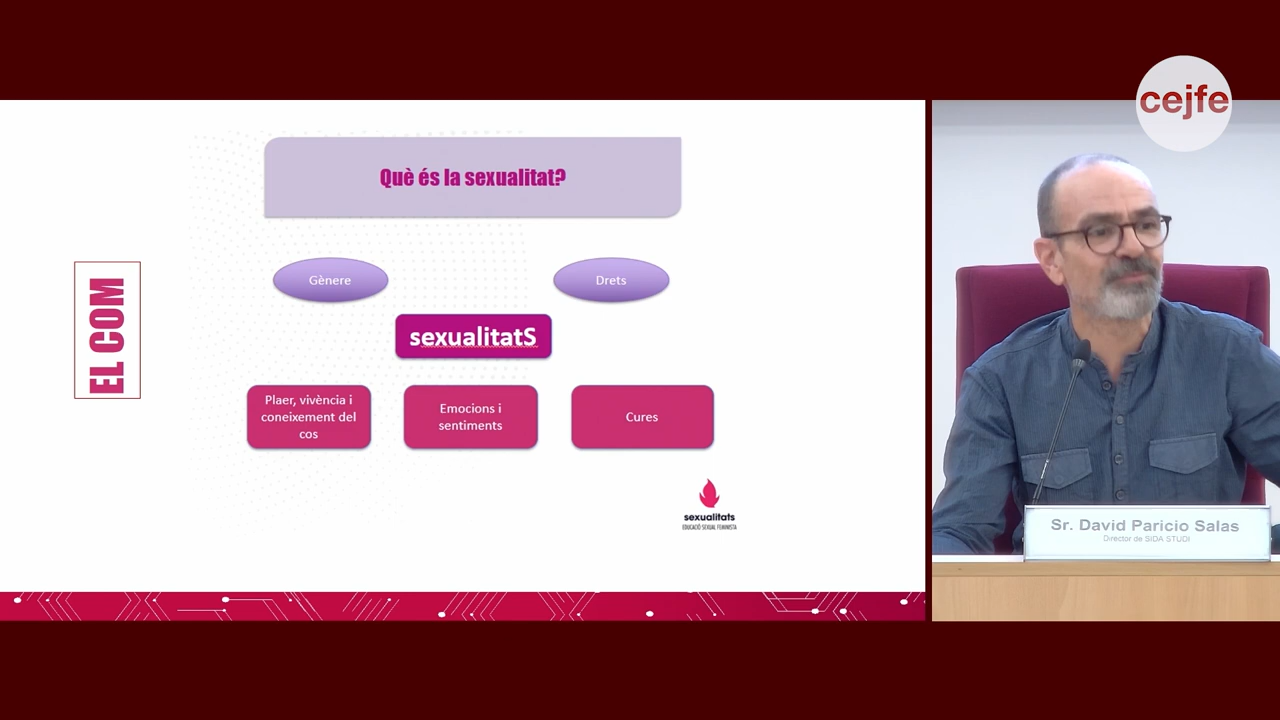 cejfe
Què és la sexualitat?
EL COM
Gènere
Drets
sexualitatS
Plaer, vivència i
coneixement del
cos
Emocions i
sentiments
Cures
sexualitats
EDUCACIÓ SEXUAL FEMINISTA
Sr. David Paricio Salas
Director de SIDA STUDI